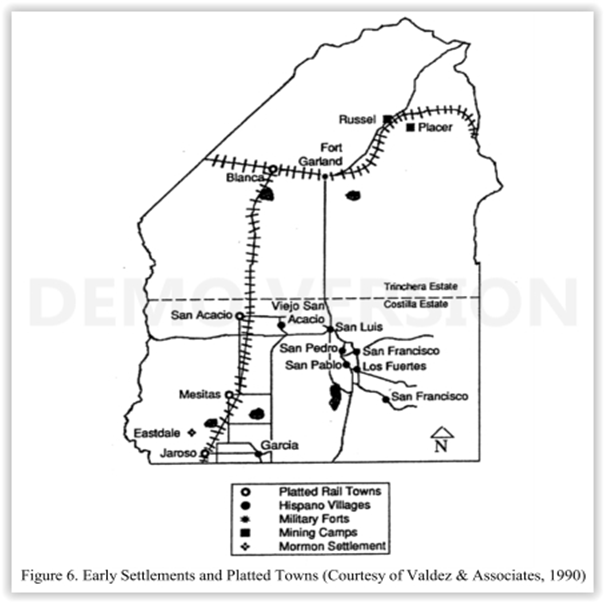 Russel
Placer
Fort
Garland
Blanca
DEMO VERSION
Trinchera Estate
Costilla Estate
Viejo San
Acacio
San Acacio
San Luis
San Pedro
San Francisco
San Pablo
Los Fuertes
Mesitas
San Francisco
Eastdale
Garcia
Jaroso
N
Platted Rail Towns
Hispano Villages
Military Forts
Mining Camps
Mormon Settlement
Figure 6. Early Settlements and Platted Towns (Courtesy of Valdez & Associates, 1990)